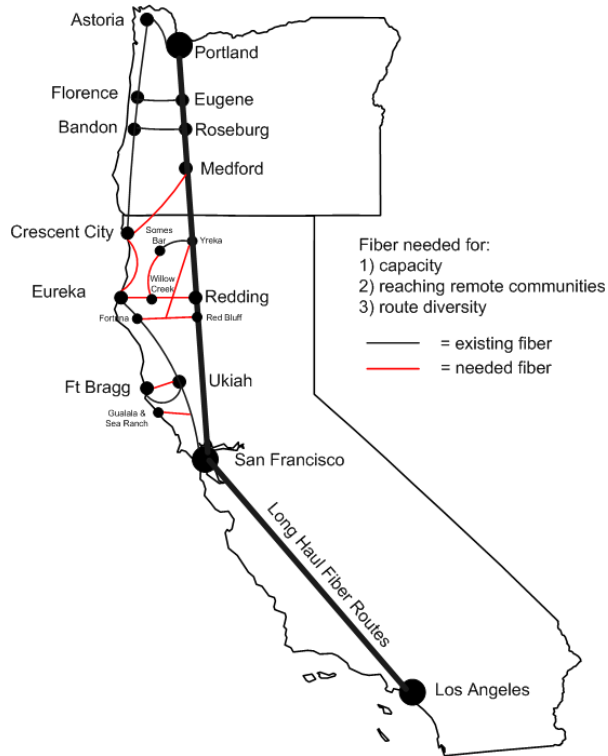 Astoria
Portland
Florence
Eugene
Bandon
Roseburg
Medford
Crescent City
Somes
Bar
Yreka
Fiber needed for:
1) capacity
2) reaching remote communities
3) route diversity
Willow
Creek
Eureka
Redding
Fortuna
Red Bluff
= existing fiber
= needed fiber
Ukiah
Ft Bragg
Gualala &
Sea Ranch
San Francisco
Long Haul Fiber Routes
Los Angeles